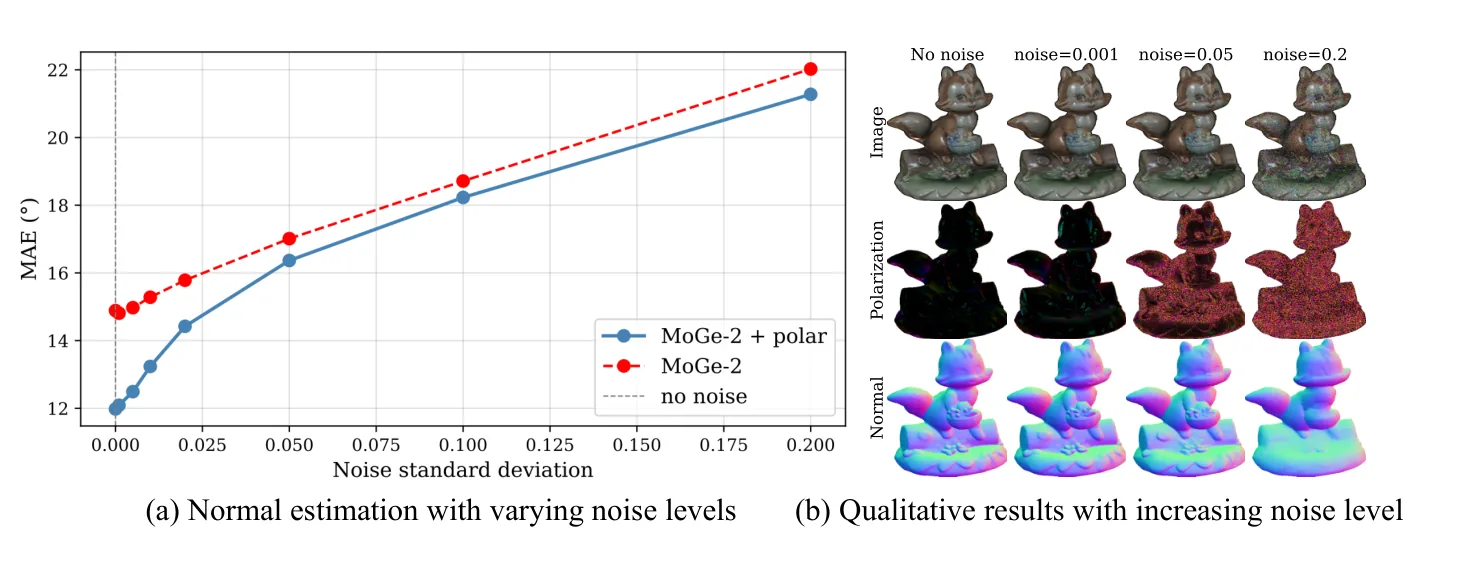 22
20
18
16
14
12
MAE (°)
0.000 0.025 0.050 0.075 0.100 0.125 0.150 0.175 0.200
Noise standard deviation
MoGe-2 + polar
MoGe-2
no noise
(a) Normal estimation with varying noise levels
No noise noise=0.001 noise=0.05 noise=0.2
Image
Polarization
Normal
(b) Qualitative results with increasing noise level